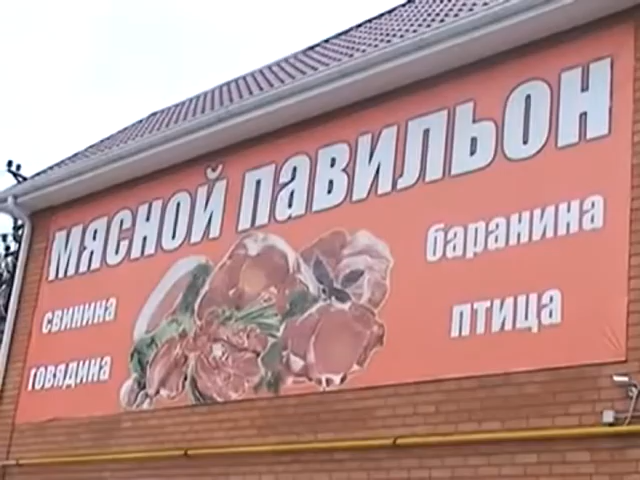 мясной павильон
свинина
говядина
баранина
птица